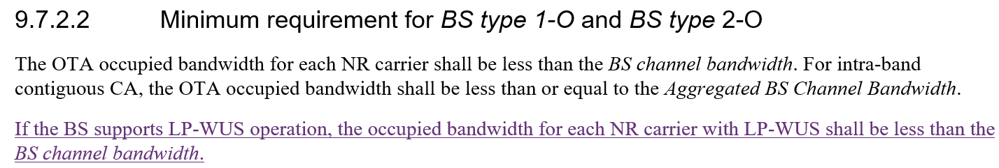 9.7.2.2 Minimum requirement for BS type 1-O and BS type 2-O
The OTA occupied bandwidth for each NR carrier shall be less than the BS channel bandwidth. For intra-band
contiguous CA, the OTA occupied bandwidth shall be less than or equal to the Aggregated BS Channel Bandwidth.
If the BS supports LP-WUS operation, the occupied bandwidth for each NR carrier with LP-WUS shall be less than the
BS channel bandwidth.